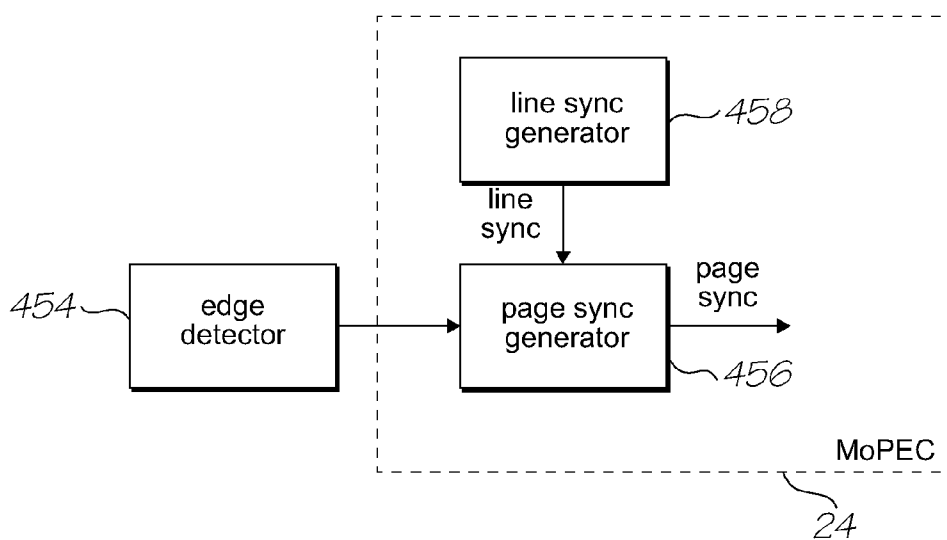 line sync
generator
458
line
sync
454
edge
detector
page sync
generator
page
sync
456
MoPEC
24